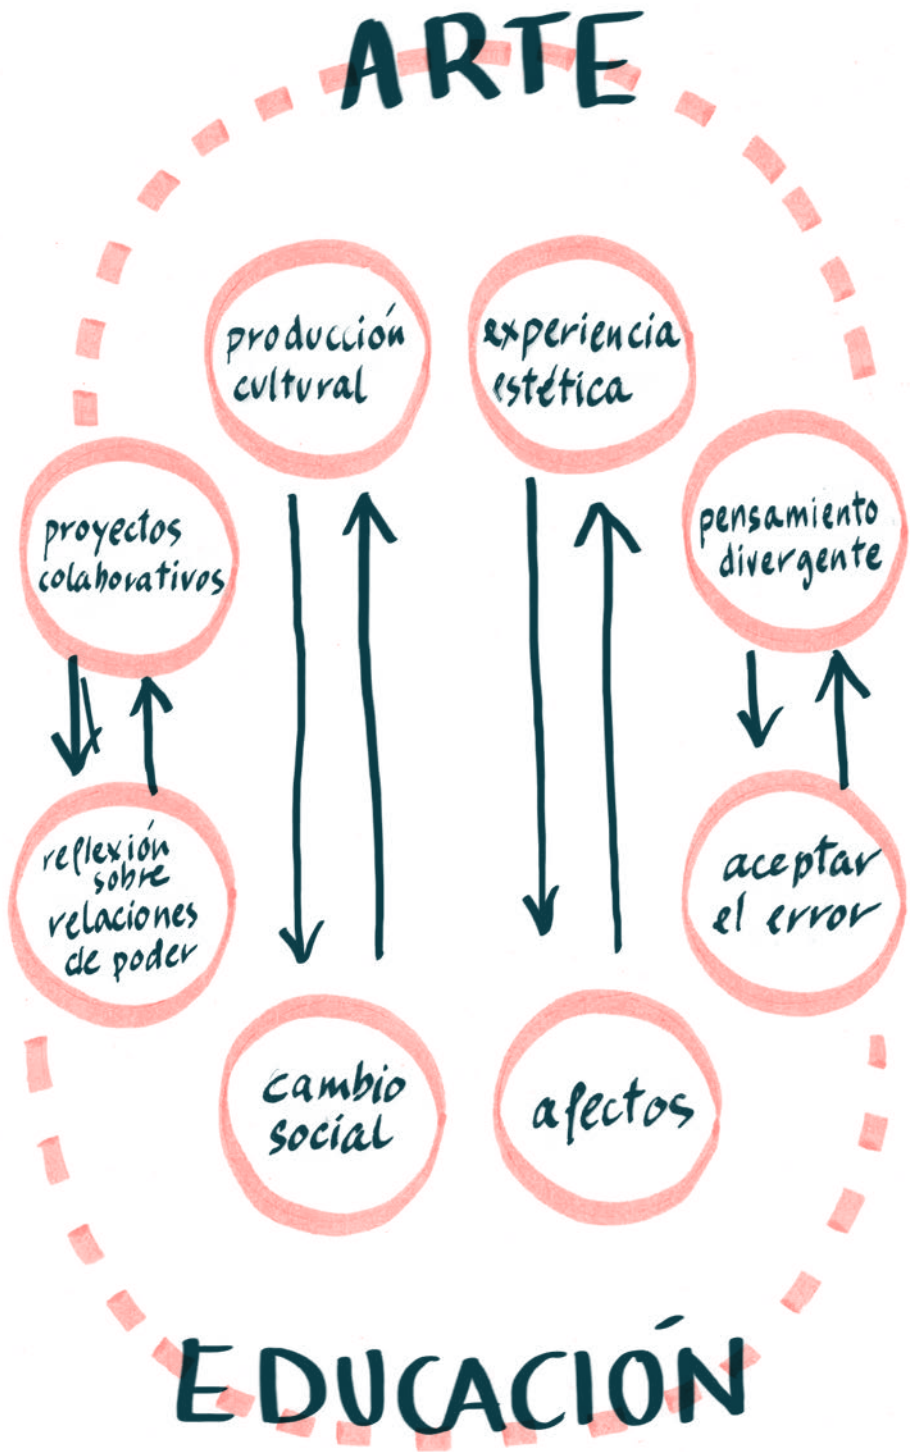 ARTE
producción
cultural
experiencia
estética
proyectos
colaborativos
pensamiento
divergente
reflexión
sobre
relaciones
de poder
aceptar
el error
cambio
social
afectos
EDUCACIÓN